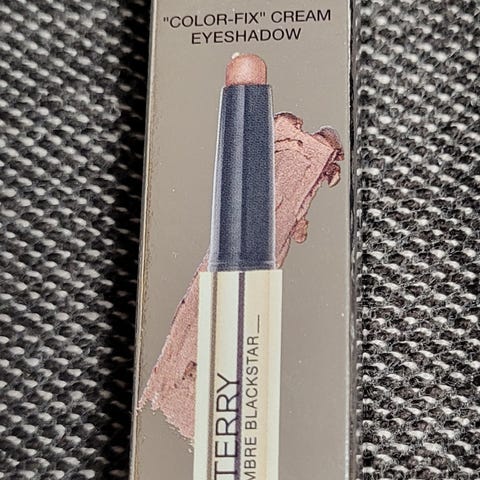 "COLOR-FIX" CREAM
EYESHADOW
TERRY
MBRE BLACKSTAR